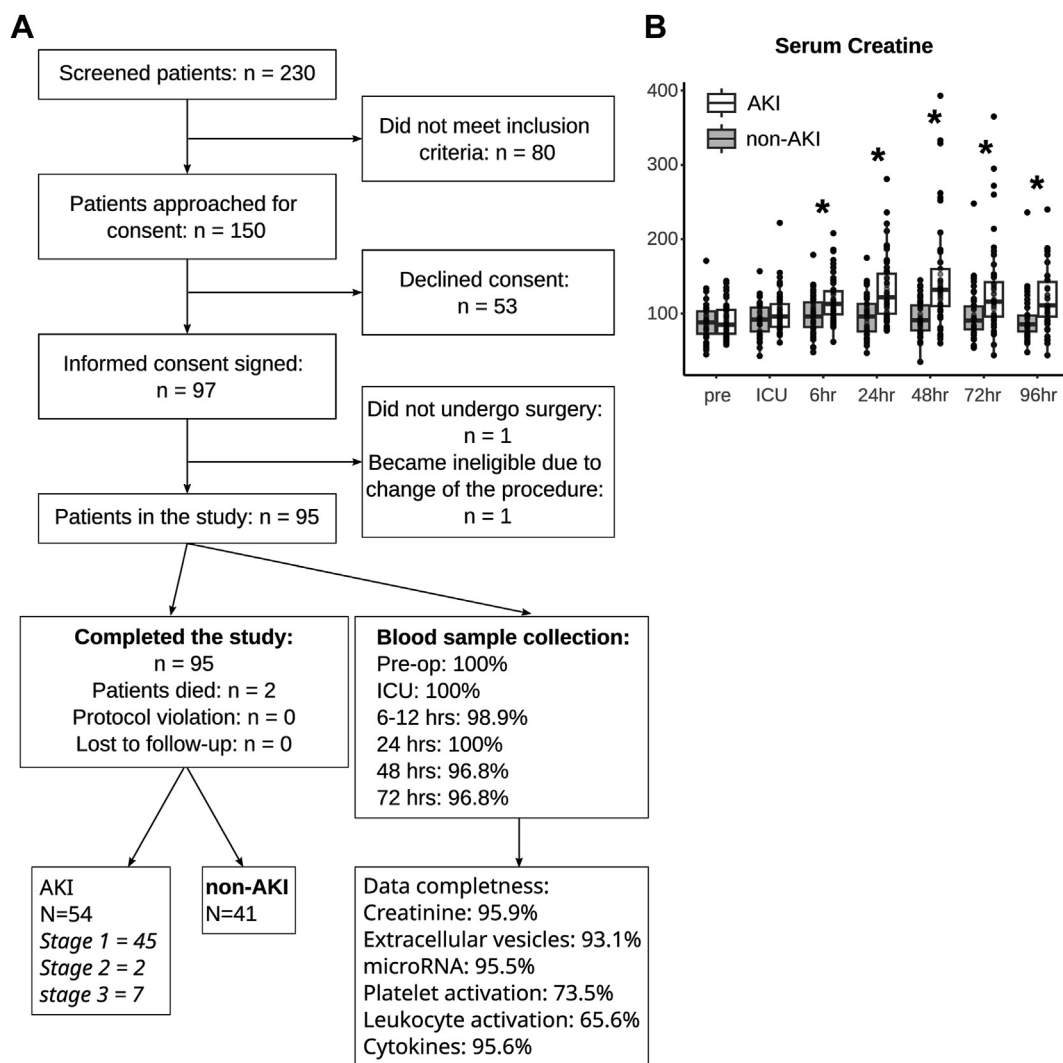 A
Screened patients: n = 230
Did not meet inclusion
criteria: n = 80
Patients approached for
consent: n = 150
Declined consent:
n = 53
Informed consent signed:
n = 97
Did not undergo surgery:
n = 1
Became ineligible due to
change of the procedure:
n = 1
Patients in the study: n = 95
Completed the study:
n = 95
Patients died: n = 2
Protocol violation: n = 0
Lost to follow-up: n = 0
Blood sample collection:
Pre-op: 100%
ICU: 100%
6-12 hrs: 98.9%
24 hrs: 100%
48 hrs: 96.8%
72 hrs: 96.8%
AKI
N=54
Stage 1 = 45
Stage 2 = 2
stage 3 = 7
non-AKI
N=41
Data completness:
Creatinine: 95.9%
Extracellular vesicles: 93.1%
microRNA: 95.5%
Platelet activation: 73.5%
Leukocyte activation: 65.6%
Cytokines: 95.6%
B
Serum Creatine
400
300
200
100
AKI
non-AKI
* * * * *
pre ICU 6hr 24hr 48hr 72hr 96hr